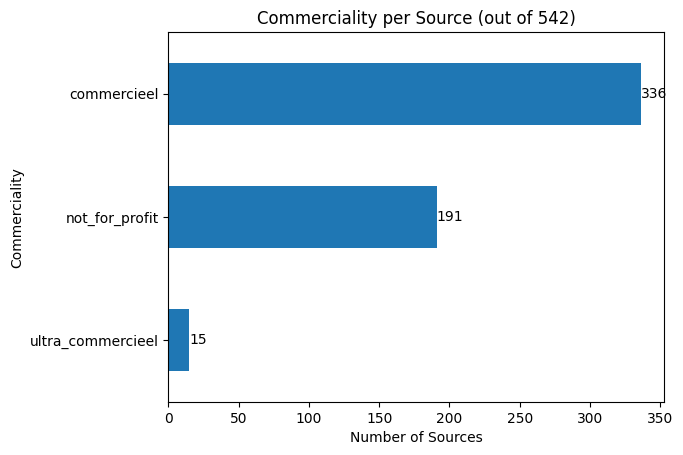 Commerciality per Source (out of 542)
Commerciality
commercieel
336
not_for_profit
191
ultra_commercieel
15
0 50 100 150 200 250 300 350
Number of Sources